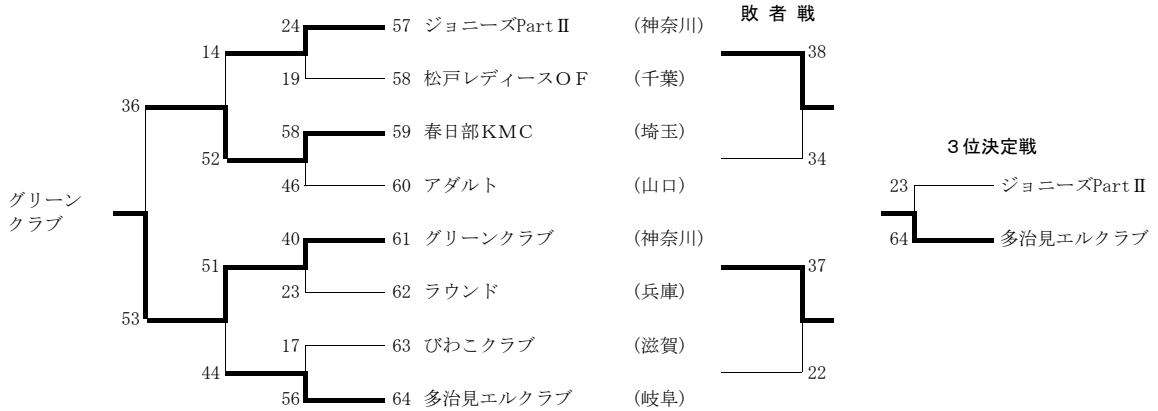 敗者戦
24 57 ジョニーズPartⅡ (神奈川)
14 38
19 58 松戸レディースＯＦ (千葉)
36
58 59 春日部KMC (埼玉)
52 34
３位決定戦
46 60 アダルト (山口)
23 ジョニーズPartⅡ
グリーン
クラブ
40 61 グリーンクラブ (神奈川)
64 多治見エルクラブ
51 37
23 62 ラウンド (兵庫)
53
17 63 びわこクラブ (滋賀)
44 22
56 64 多治見エルクラブ (岐阜)